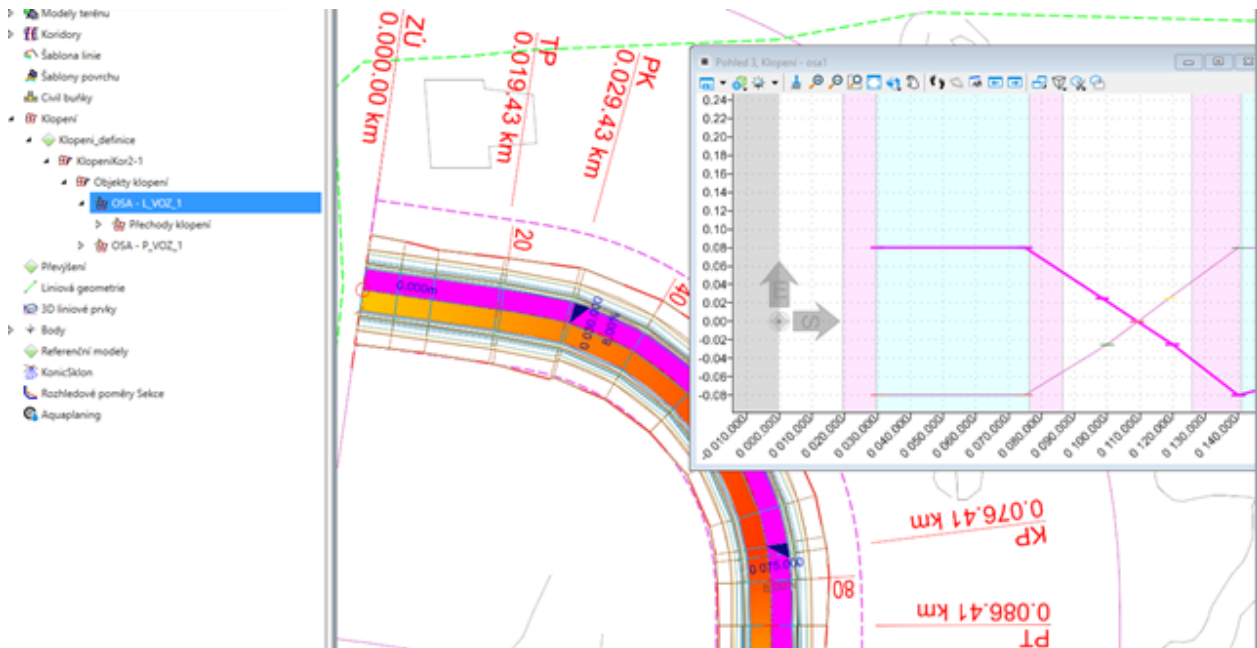 Modely terénu
Koridory
Šablona linie
Šablony povrchu
Civil buňky
Klopení
Klopeni_definice
KlopeniKor2-1
Objekty klopení
OSA - L_VOZ_1
Přechody klopení
OSA - P_VOZ_1
Převýšení
Liniová geometrie
3D liniové prvky
Body
Referenční modely
KonicSklon
Rozhledové poměry Sekce
Aquaplaning
ZÚ
0.000.00 km
TP
0.019.43 km
PK
0.029.43 km
20
40
0.000m
80
0 075.000
KP
0.076.41 km
PT
0.086.41 km
Pohled 3, Klopení - osa1
0.24
0.22
0.20
0.18
0.16
0.14
0.12
0.10
0.08
0.06
0.04
0.02
0.00
-0.02
-0.04
-0.06
-0.08
-0 010.000
0 000.000
0 010.000
0 020.000
0 030.000
0 040.000
0 050.000
0 060.000
0 070.000
0 080.000
0 090.000
0 100.000
0 110.000
0 120.000
0 130.000
0 140.000
E
S